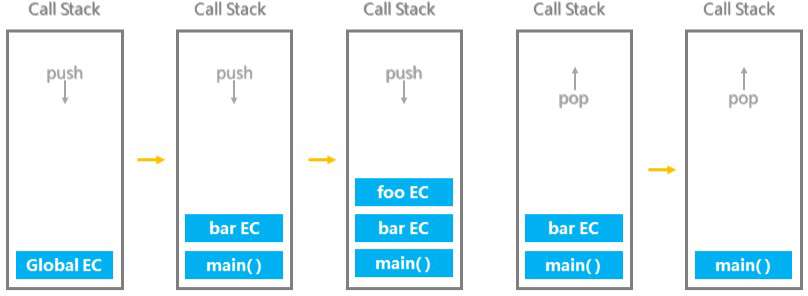 Call Stack
push
Global EC
Call Stack
push
bar EC
main( )
Call Stack
push
foo EC
bar EC
main( )
Call Stack
pop
bar EC
main( )
Call Stack
pop
main( )